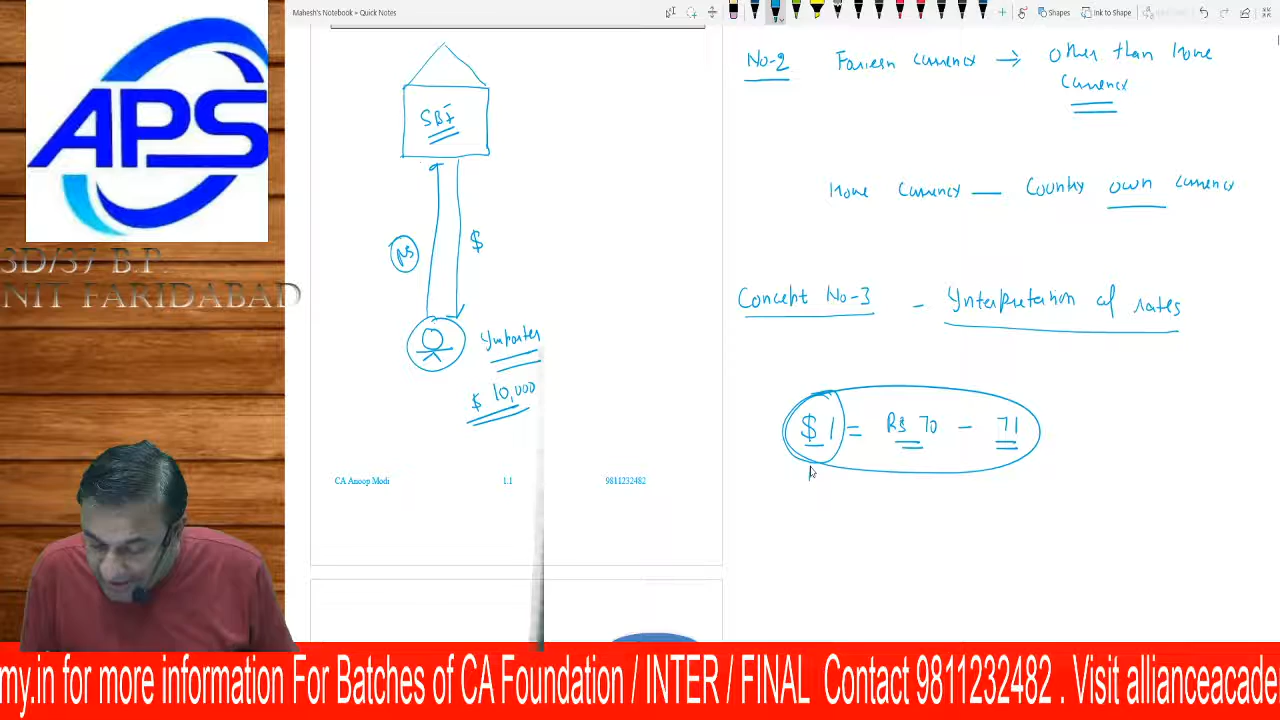 Mahesh's Notebook » Quick Notes
Shapes
Ink to Shape
APS
3D/37 B.P.
NIT FARIDABAD
SBI
Rs
$
Importer
$ 10,000
CA Anoop Modi 1.1 9811232482
No-2 currency → other than Home
currency
Home currency — Country own currency
Concept No-3 - Interpretation of rates
$ 1 = Rs 70 - 71
my.in for more information For Batches of CA Foundation / INTER / FINAL Contact 9811232482 . Visit allianceacade